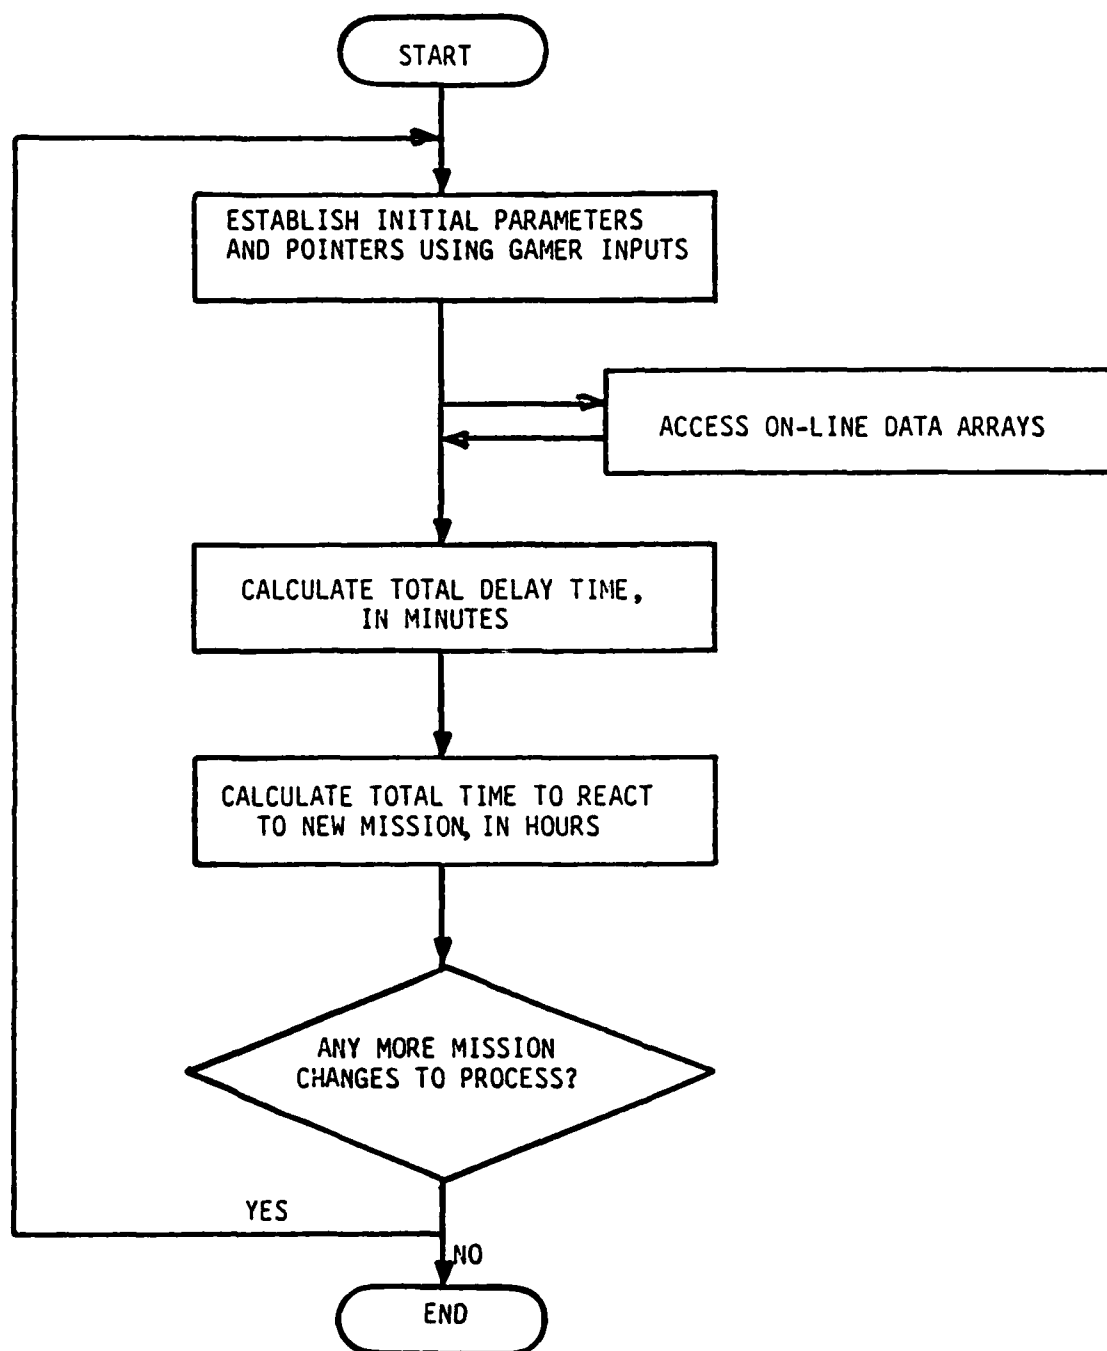 START
ESTABLISH INITIAL PARAMETERS
AND POINTERS USING GAMER INPUTS
ACCESS ON-LINE DATA ARRAYS
CALCULATE TOTAL DELAY TIME,
IN MINUTES
CALCULATE TOTAL TIME TO REACT
TO NEW MISSION, IN HOURS
ANY MORE MISSION
CHANGES TO PROCESS?
YES
NO
END